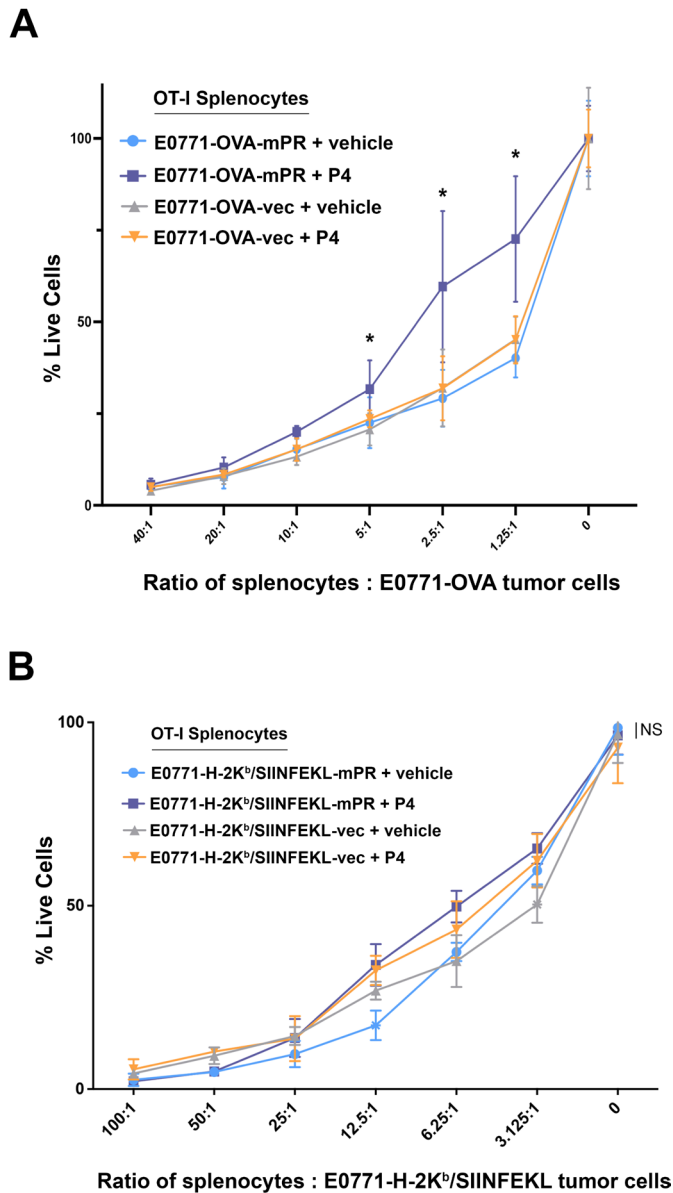 A
OT-I Splenocytes
E0771-OVA-mPR + vehicle
E0771-OVA-mPR + P4
E0771-OVA-vec + vehicle
E0771-OVA-vec + P4
100
50
0
% Live Cells
* * *
40:1 20:1 10:1 5:1 2.5:1 1.25:1 0
Ratio of splenocytes : E0771-OVA tumor cells
B
OT-I Splenocytes
E0771-H-2Kᵇ/SIINFEKL-mPR + vehicle
E0771-H-2Kᵇ/SIINFEKL-mPR + P4
E0771-H-2Kᵇ/SIINFEKL-vec + vehicle
E0771-H-2Kᵇ/SIINFEKL-vec + P4
NS
100
50
0
% Live Cells
100:1 50:1 25:1 12.5:1 6.25:1 3.125:1 0
Ratio of splenocytes : E0771-H-2Kᵇ/SIINFEKL tumor cells